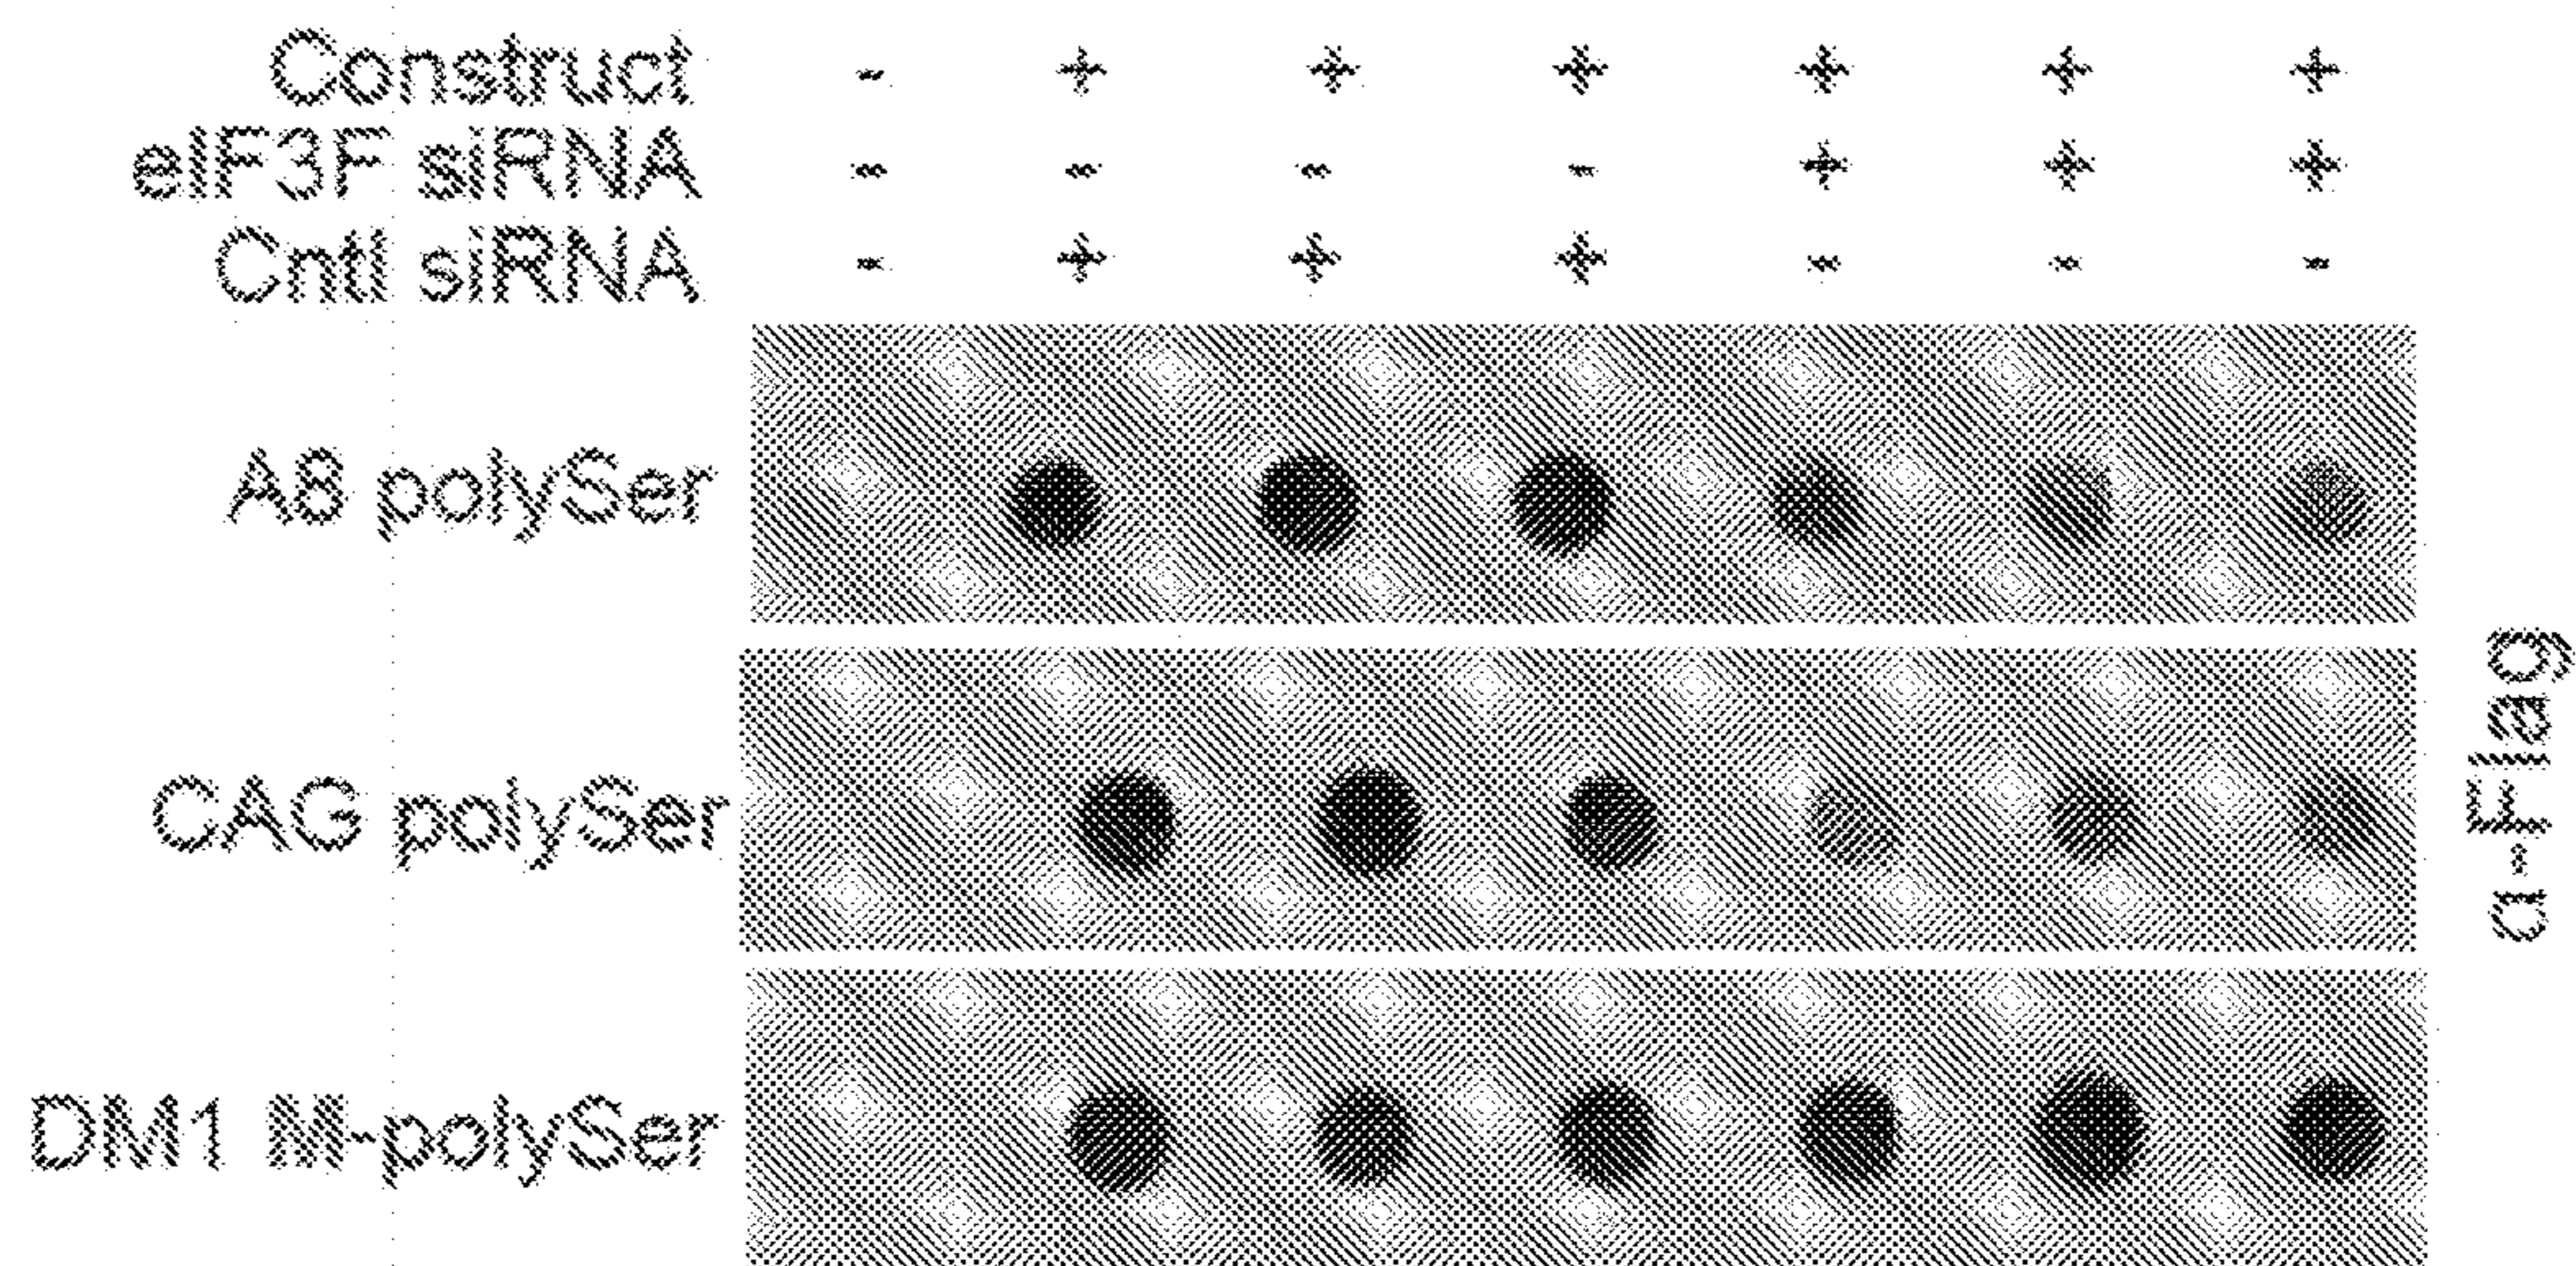 Construct - + + + + + +
eIF3F siRNA - - - - + + +
Cntl siRNA - + + + - - -
A8 polySer
CAG polySer
DM1 M-polySer
α-Flag